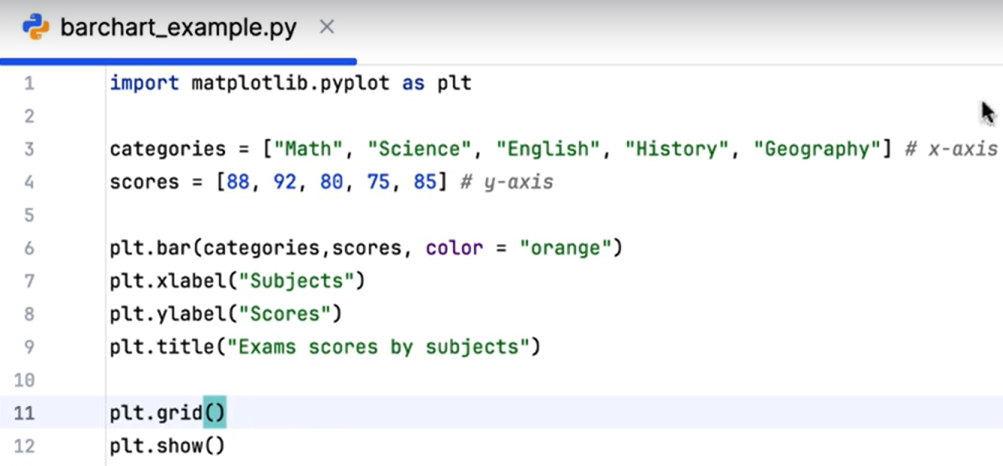 barchart_example.py ×
1 import matplotlib.pyplot as plt
2
3 categories = ["Math", "Science", "English", "History", "Geography"] # x-axis
4 scores = [88, 92, 80, 75, 85] # y-axis
5
6 plt.bar(categories,scores, color = "orange")
7 plt.xlabel("Subjects")
8 plt.ylabel("Scores")
9 plt.title("Exams scores by subjects")
10
11 plt.grid()
12 plt.show()